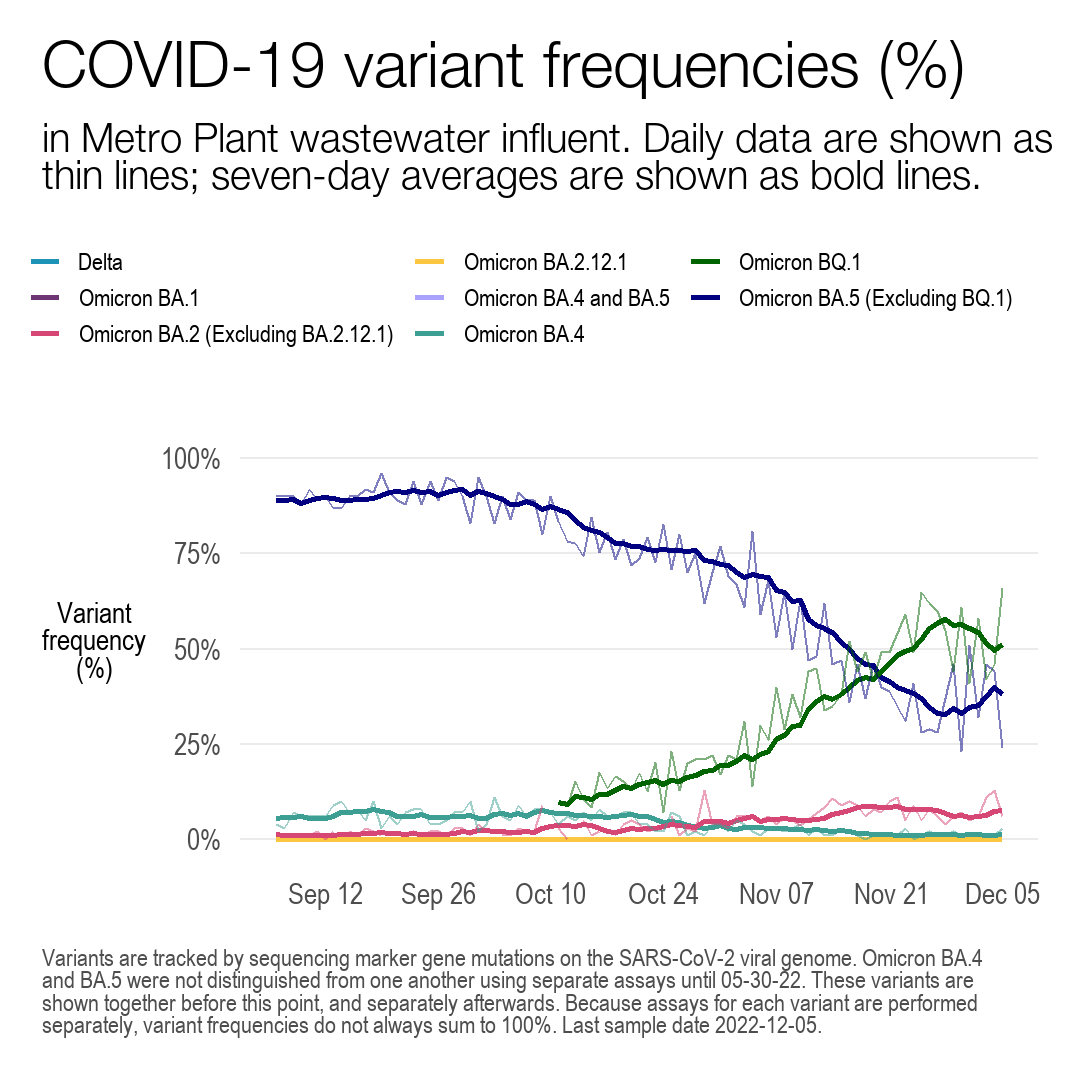 COVID-19 variant frequencies (%)
in Metro Plant wastewater influent. Daily data are shown as
thin lines; seven-day averages are shown as bold lines.
Delta
Omicron BA.2.12.1
Omicron BQ.1
Omicron BA.1
Omicron BA.4 and BA.5
Omicron BA.5 (Excluding BQ.1)
Omicron BA.2 (Excluding BA.2.12.1)
Omicron BA.4
100%
75%
Variant
frequency
(%)
50%
25%
0%
Sep 12 Sep 26 Oct 10 Oct 24 Nov 07 Nov 21 Dec 05
Variants are tracked by sequencing marker gene mutations on the SARS-CoV-2 viral genome. Omicron BA.4
and BA.5 were not distinguished from one another using separate assays until 05-30-22. These variants are
shown together before this point, and separately afterwards. Because assays for each variant are performed
separately, variant frequencies do not always sum to 100%. Last sample date 2022-12-05.